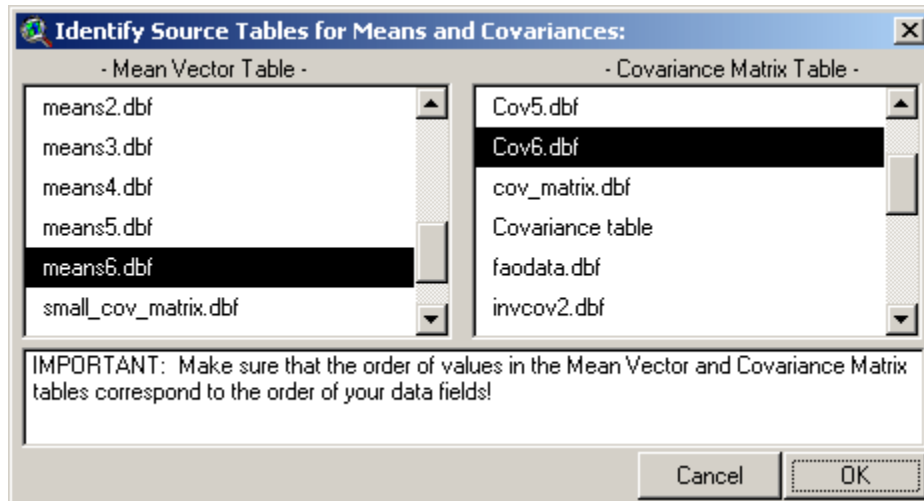 Identify Source Tables for Means and Covariances:
- Mean Vector Table -
means2.dbf
means3.dbf
means4.dbf
means5.dbf
means6.dbf
small_cov_matrix.dbf
- Covariance Matrix Table -
Cov5.dbf
Cov6.dbf
cov_matrix.dbf
Covariance table
faodata.dbf
invcov2.dbf
IMPORTANT:  Make sure that the order of values in the Mean Vector and Covariance Matrix
tables correspond to the order of your data fields!
Cancel
OK